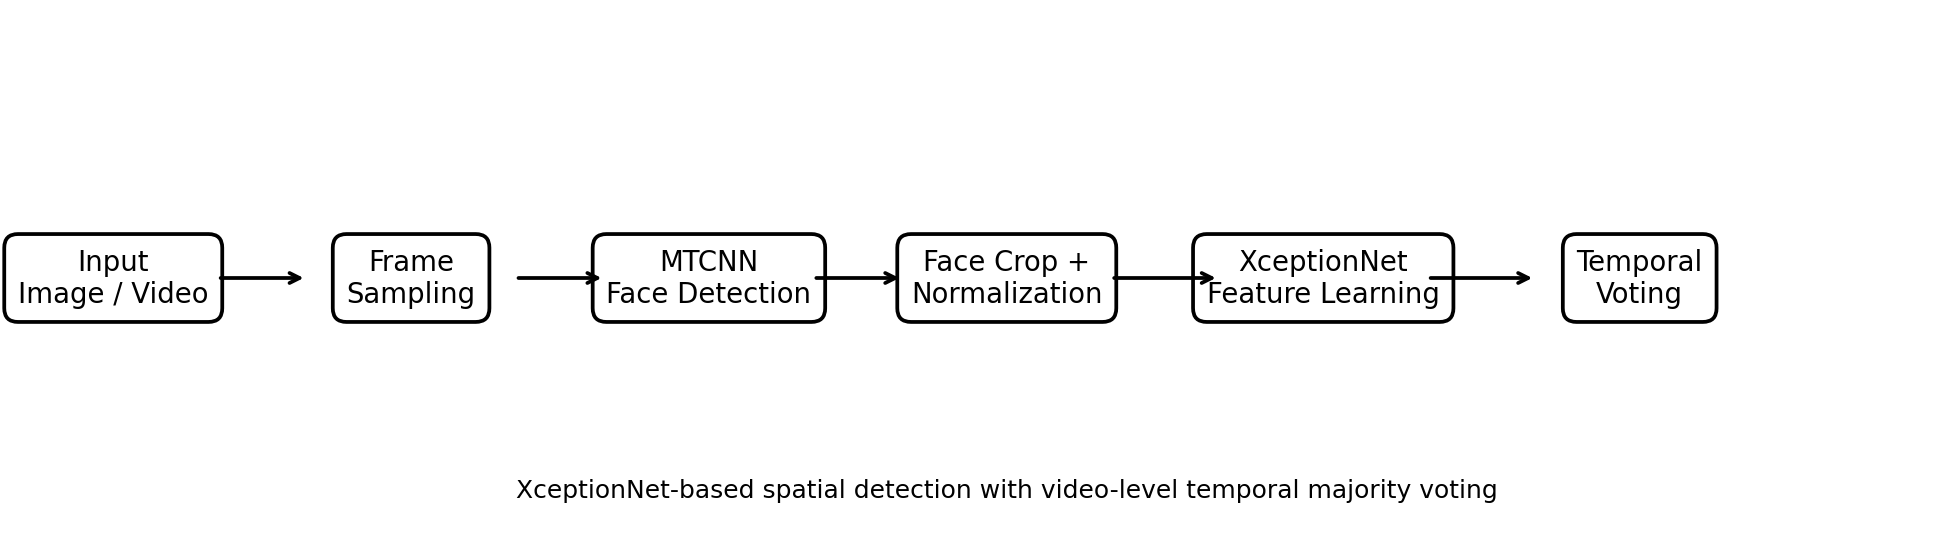 Input
Image / Video
Frame
Sampling
MTCNN
Face Detection
Face Crop +
Normalization
XceptionNet
Feature Learning
Temporal
Voting
XceptionNet-based spatial detection with video-level temporal majority voting